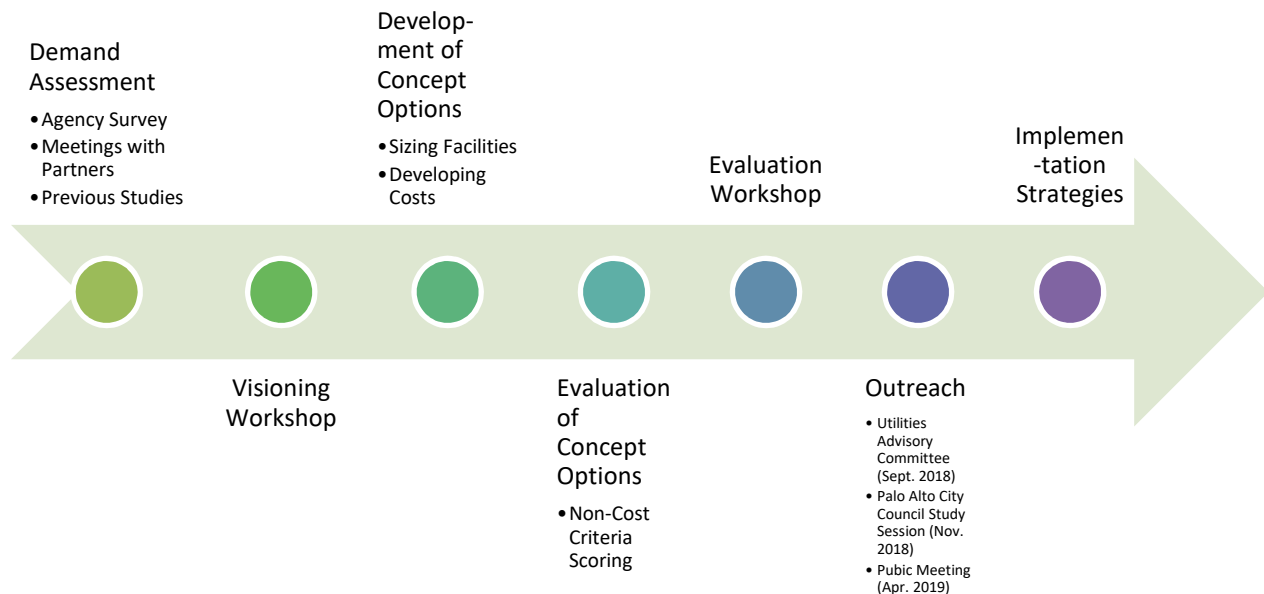 Demand
Assessment
•Agency Survey
•Meetings with
Partners
•Previous Studies
Visioning
Workshop
Develop-
ment of
Concept
Options
•Sizing Facilities
•Developing
Costs
Evaluation
of
Concept
Options
•Non-Cost
Criteria
Scoring
Evaluation
Workshop
Outreach
• Utilities
Advisory
Committee
(Sept. 2018)
• Palo Alto City
Council Study
Session (Nov.
2018)
• Pubic Meeting
(Apr. 2019)
Implemen
-tation
Strategies